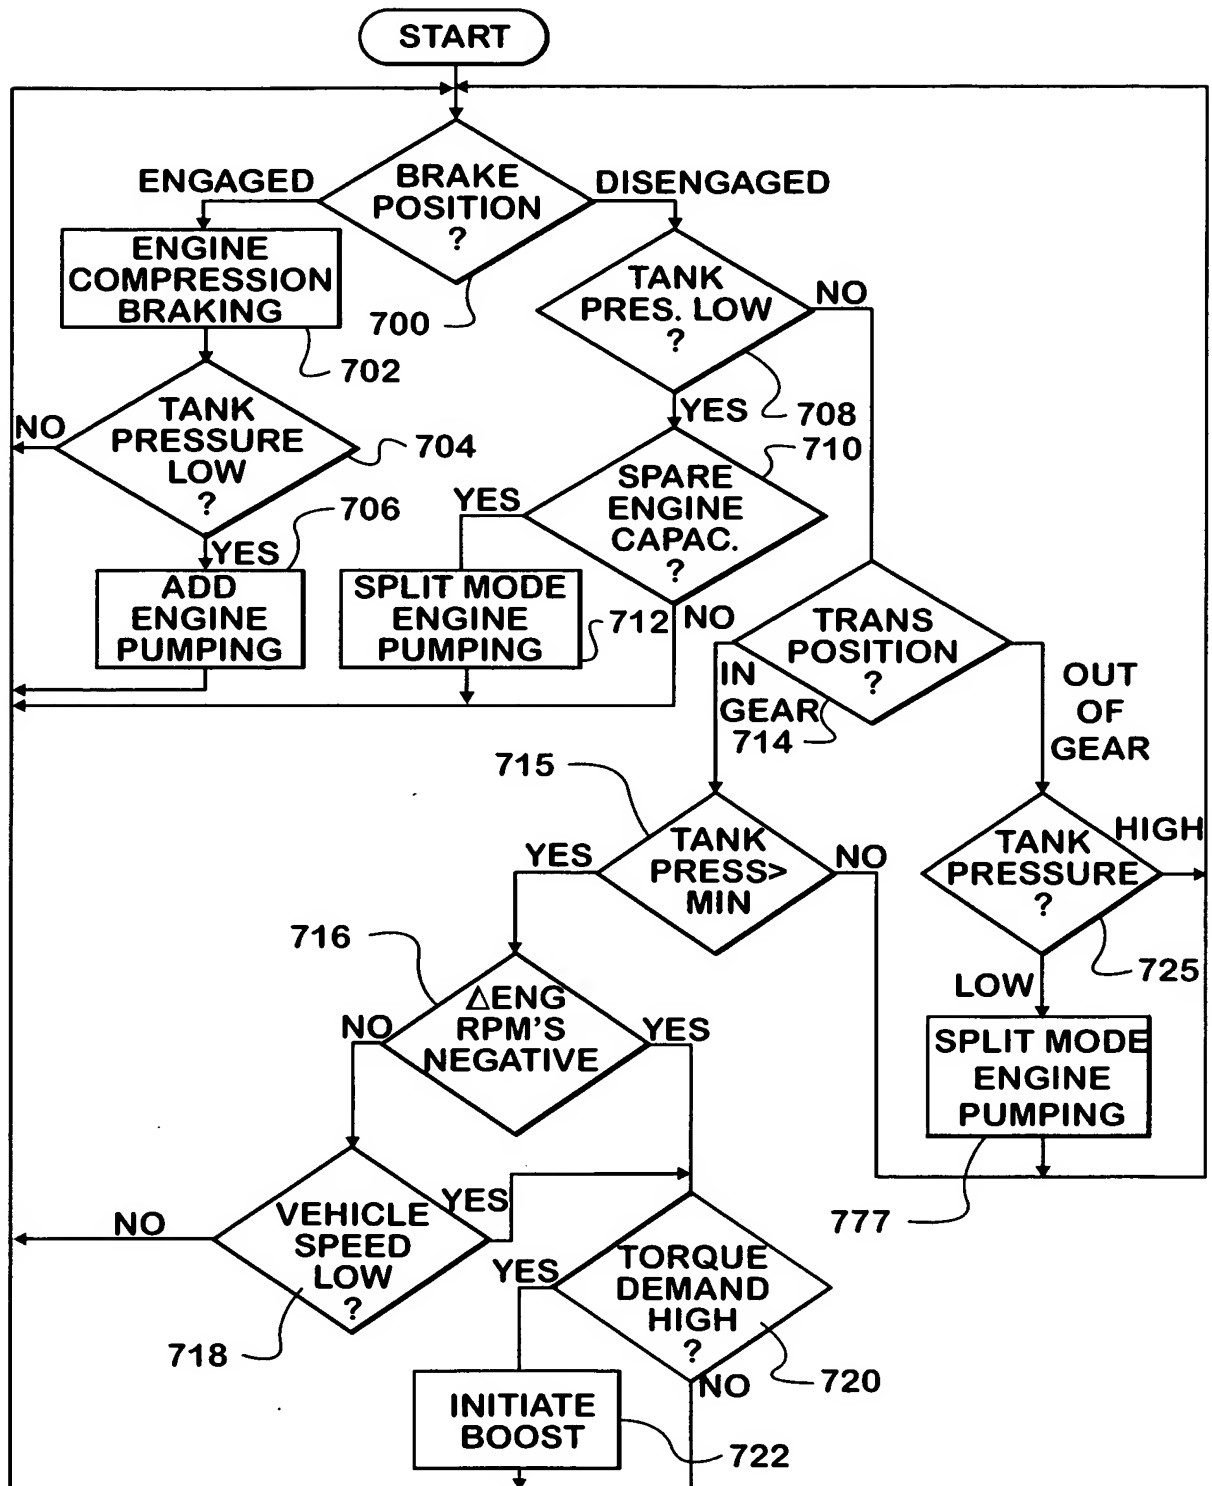 START
ENGAGED
BRAKE
POSITION
?
DISENGAGED
700
ENGINE
COMPRESSION
BRAKING
702
TANK
PRES. LOW
?
NO
708
YES
TANK
PRESSURE
LOW
?
NO
704
YES
706
ADD
ENGINE
PUMPING
710
SPARE
ENGINE
CAPAC.
?
YES
NO
SPLIT MODE
ENGINE
PUMPING
712
TRANS
POSITION
?
IN
GEAR
714
OUT
OF
GEAR
715
TANK
PRESS>
MIN
YES
NO
TANK
PRESSURE
?
HIGH
725
LOW
SPLIT MODE
ENGINE
PUMPING
777
716
ΔENG
RPM'S
NEGATIVE
NO
YES
VEHICLE
SPEED
LOW
?
NO
YES
718
TORQUE
DEMAND
HIGH
?
YES
NO
720
INITIATE
BOOST
722